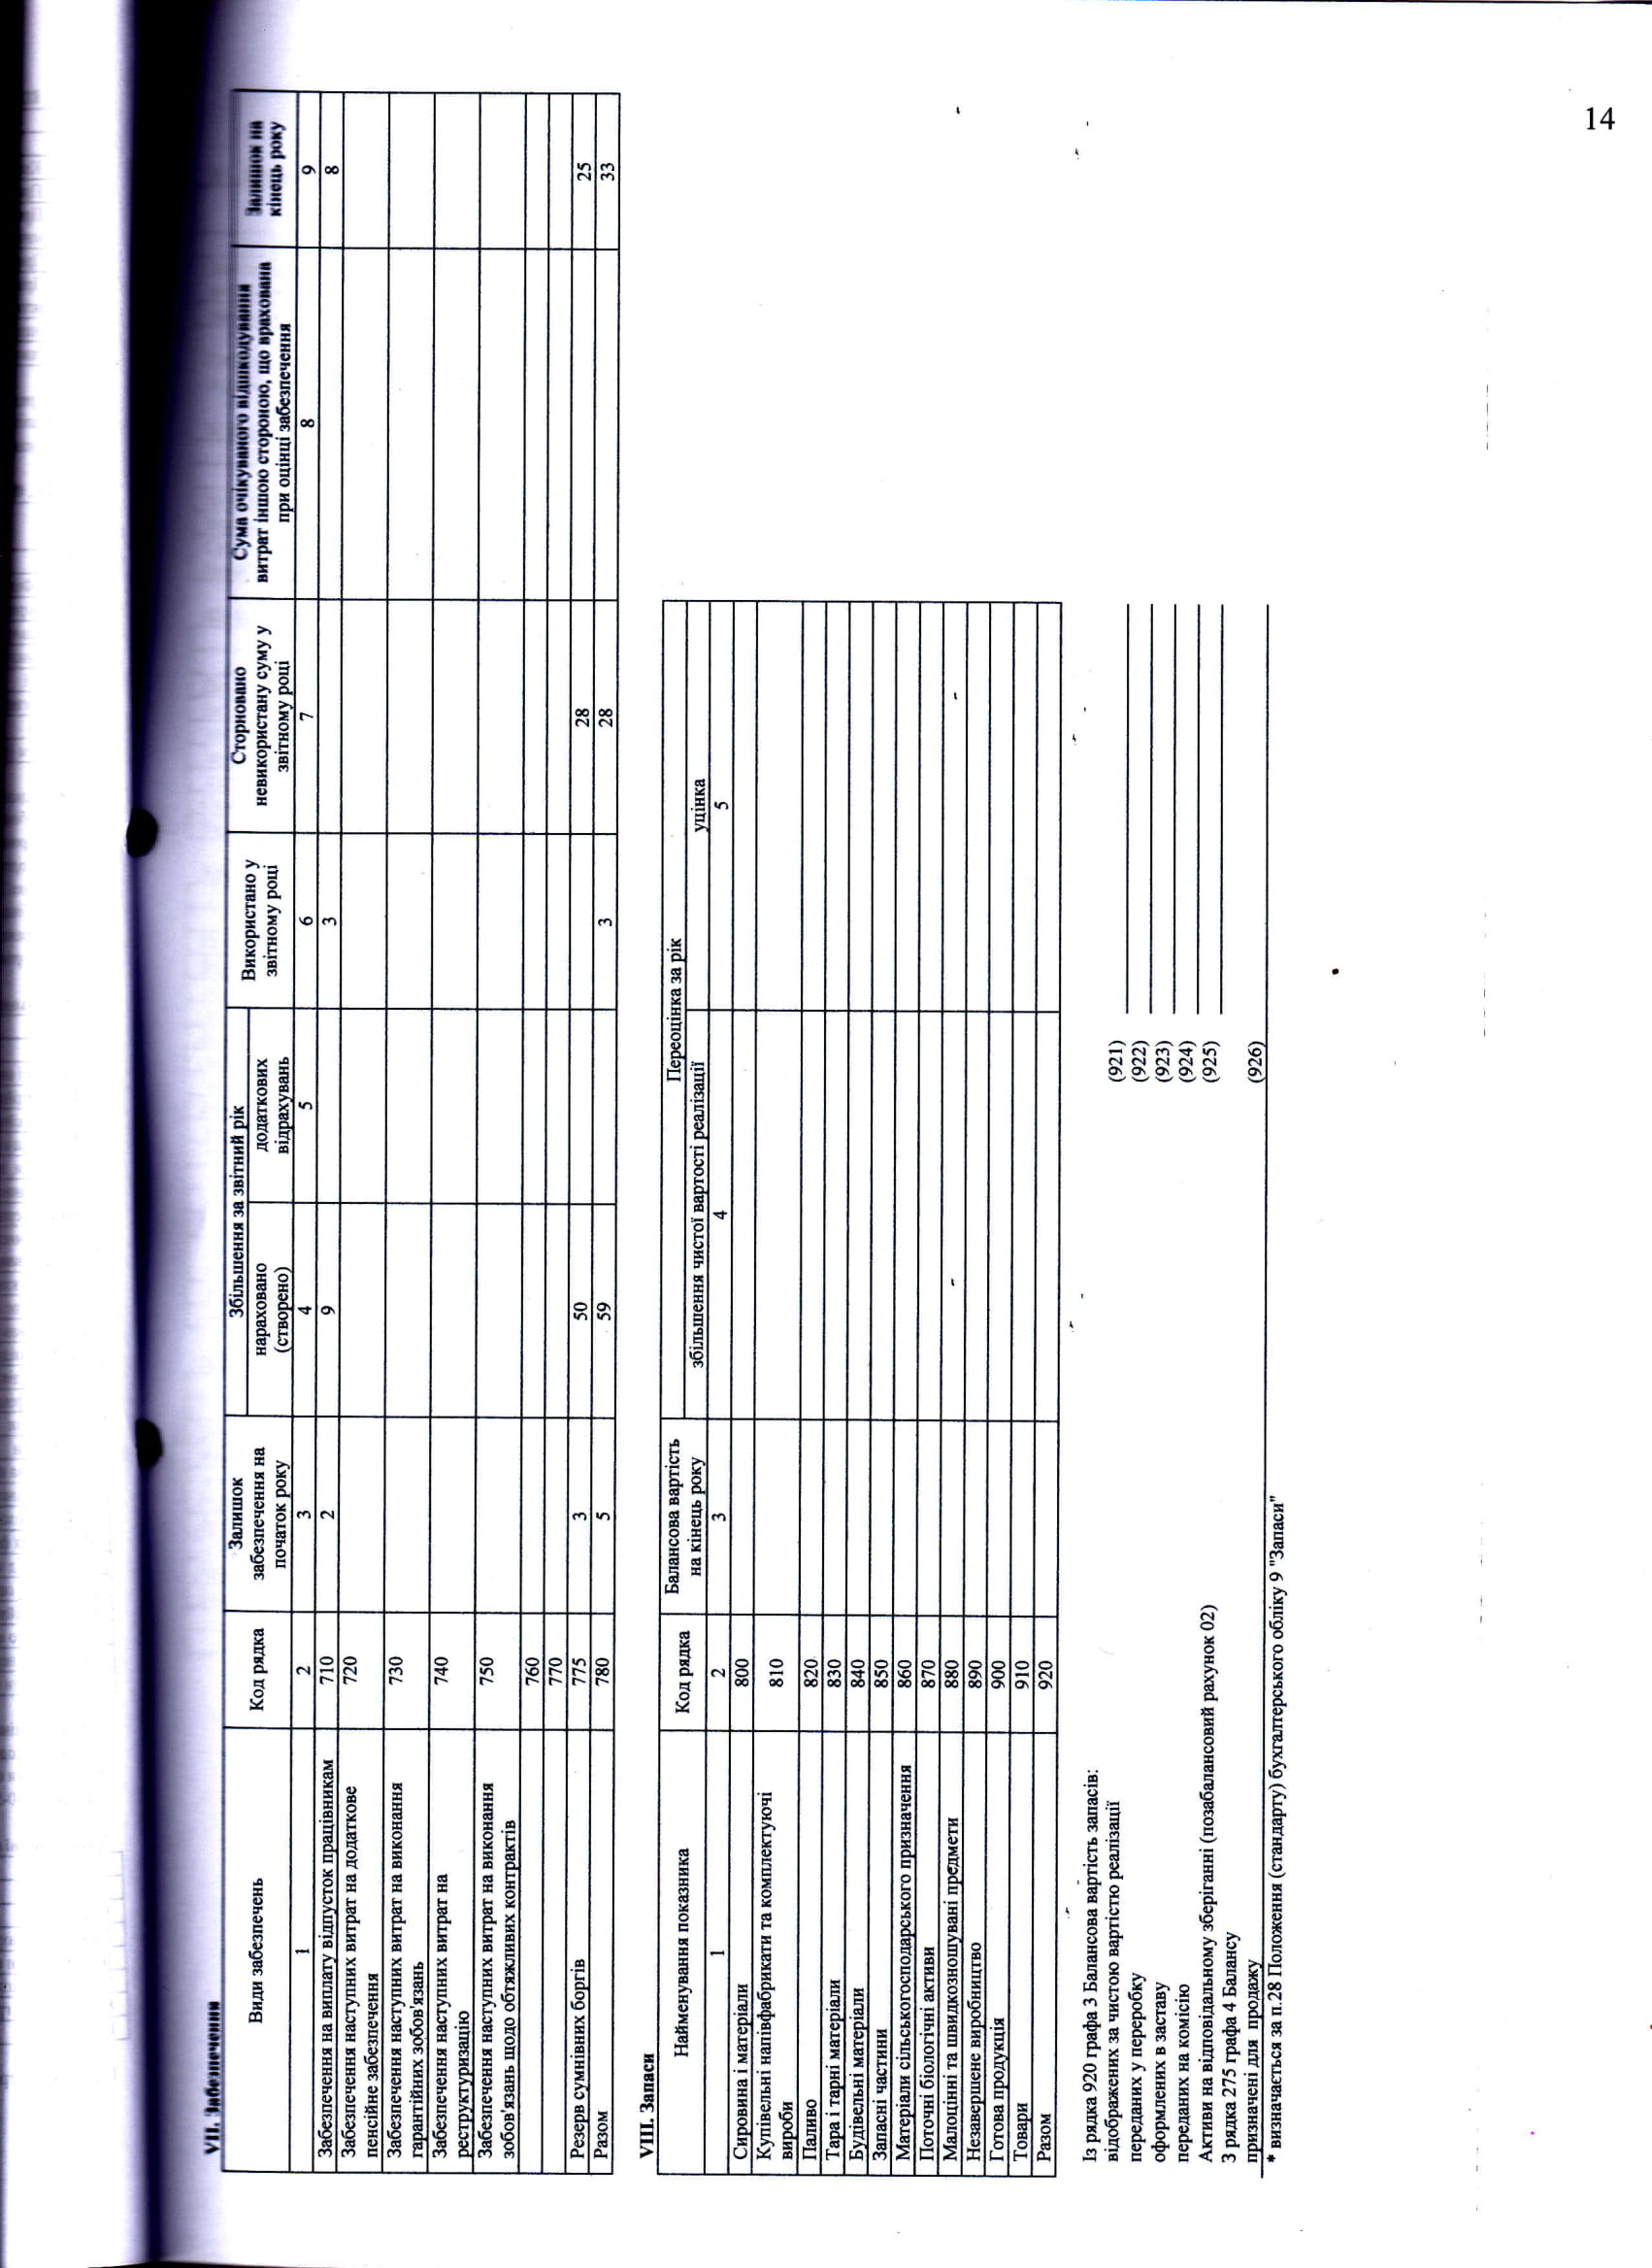 VII. Забезпечення
Види забезпечень | Код рядка | Залишок забезпечення на початок року | Збільшення за звітний рік | Використано у звітному році | Сторновано невикористану суму у звітному році | Сума очікуваного відшкодування витрат іншою стороною, що врахована при оцінці забезпечення | Залишок на кінець року
нараховано (створено) | додаткових відрахувань
1 | 2 | 3 | 4 | 5 | 6 | 7 | 8 | 9
Забезпечення на виплату відпусток працівникам | 710 | 2 | 9 | | 3 | | | 8
Забезпечення наступних витрат на додаткове | 720
пенсійне забезпечення
Забезпечення наступних витрат на виконання | 730
гарантійних зобов'язань
Забезпечення наступних витрат на | 740
реструктуризацію
Забезпечення наступних витрат на виконання | 750
зобов'язань щодо обтяжливих контрактів
760
770
Резерв сумнівних боргів | 775 | 3 | 50 | | | 28 | | 25
Разом | 780 | 5 | 59 | | 3 | 28 | | 33
VIII. Запаси
Найменування показника | Код рядка | Балансова вартість на кінець року | Переоцінка за рік
збільшення чистої вартості реалізації | уцінка
1 | 2 | 3 | 4 | 5
Сировина і матеріали | 800
Купівельні напівфабрикати та комплектуючі
вироби | 810
Паливо | 820
Тара і тарні матеріали | 830
Будівельні матеріали | 840
Запасні частини | 850
Матеріали сільськогосподарського призначення | 860
Поточні біологічні активи | 870
Малоцінні та швидкозношувані предмети | 880
Незавершене виробництво | 890
Готова продукція | 900
Товари | 910
Разом | 920
Із рядка 920 графа 3 Балансова вартість запасів:
відображених за чистою вартістю реалізації (921)
переданих у переробку (922)
оформлених в заставу (923)
переданих на комісію (924)
Активи на відповідальному зберіганні (позабалансовий рахунок 02) (925)
З рядка 275 графа 4 Балансу
призначені для продажу (926)
* визначається за п.28 Положення (стандарту) бухгалтерського обліку 9 "Запаси"
14